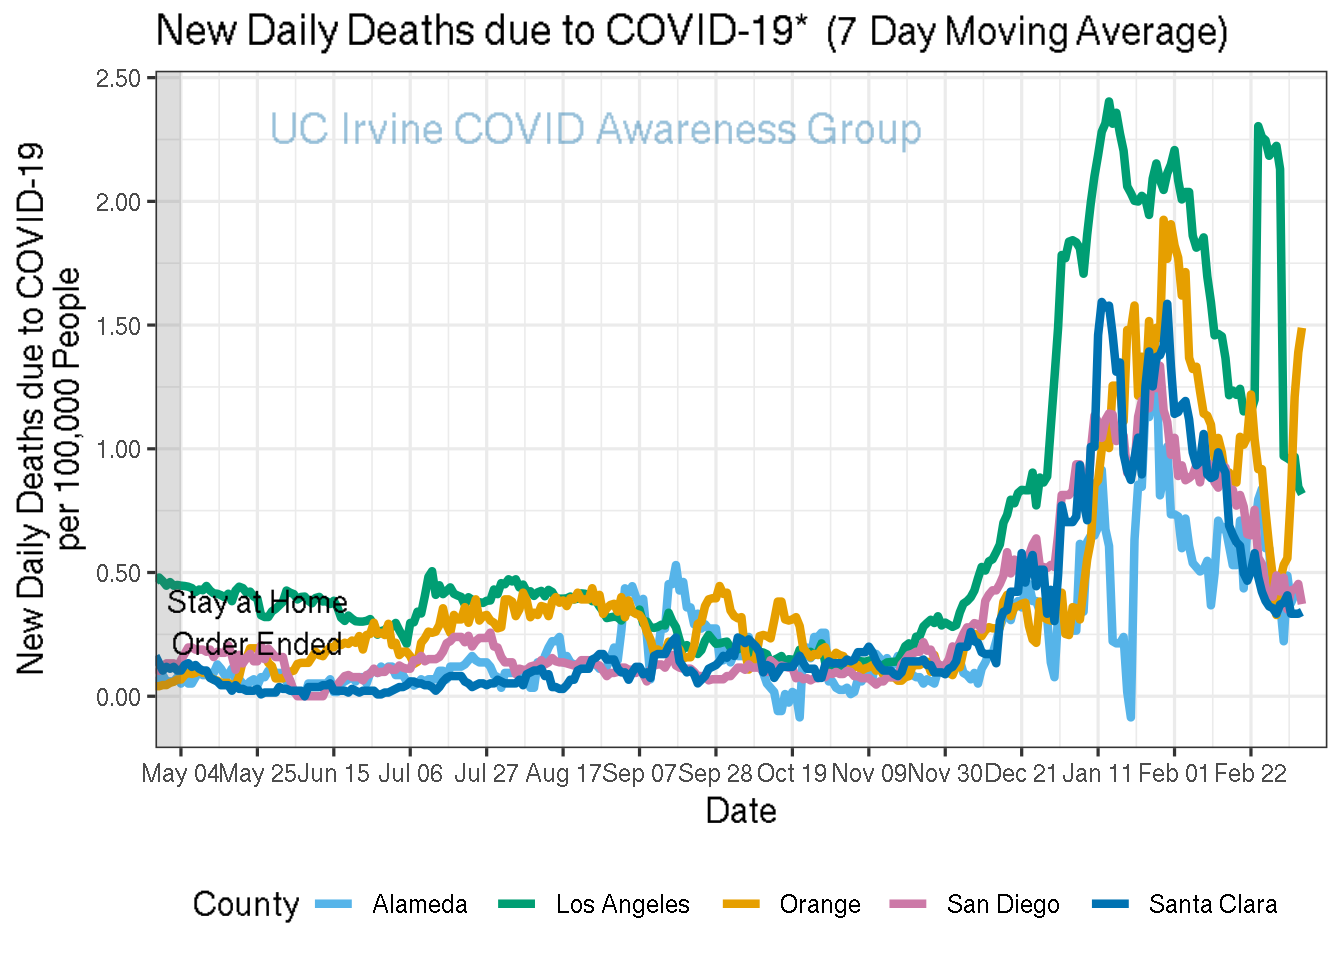 New Daily Deaths due to COVID-19* (7 Day Moving Average)
UC Irvine COVID Awareness Group
New Daily Deaths due to COVID-19
per 100,000 People
2.50
2.00
1.50
1.00
0.50
0.00
Stay at Home
Order Ended
May 04 May 25 Jun 15 Jul 06 Jul 27 Aug 17 Sep 07 Sep 28 Oct 19 Nov 09 Nov 30 Dec 21 Jan 11 Feb 01 Feb 22
Date
County Alameda Los Angeles Orange San Diego Santa Clara